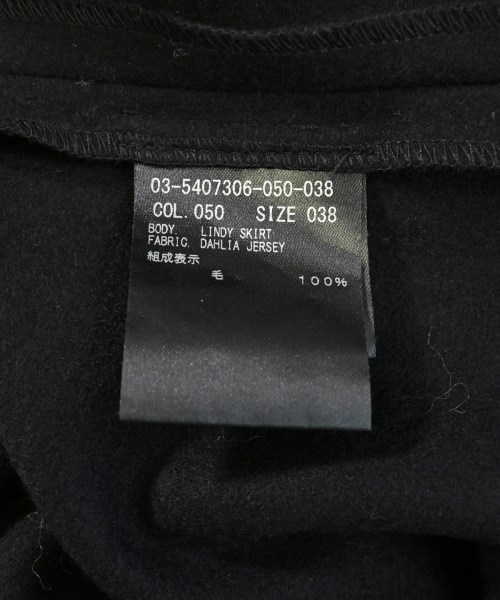 03-5407306-050-038
COL.050 SIZE 038
BODY. LINDY SKIRT
FABRIC. DAHLIA JERSEY
組成表示
毛 100%